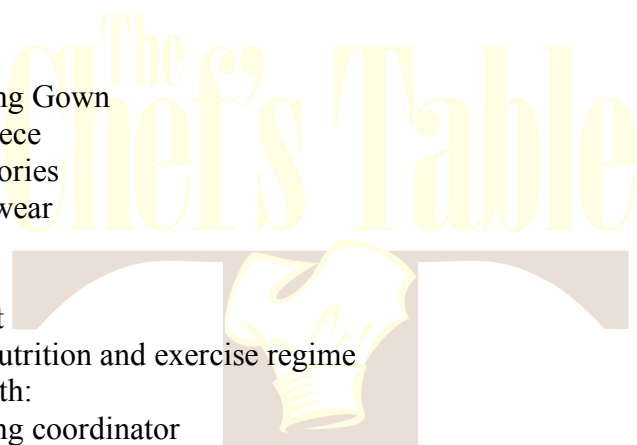 The
Chef's Table
ng Gown
ece
ories
wear
t
utrition and exercise regime
th:
ng coordinator